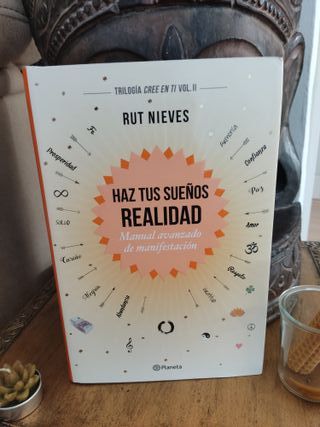 TRILOGÍA CREE EN TI VOL. II
RUT NIEVES
Prosperidad
Confianza
SALUD
Paz
Amor
HAZ TUS SUEÑOS
REALIDAD
Manual avanzado
de manifestación
Regalo
Abundancia
Planeta